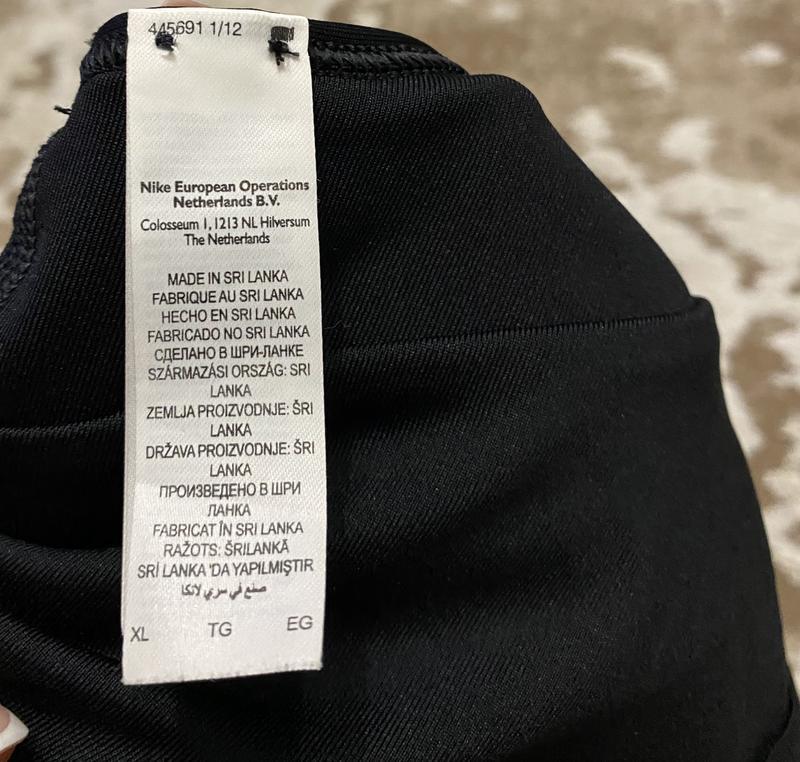 445691 1/12
Nike European Operations
Netherlands B.V.
Colosseum 1, 1213 NL Hilversum
The Netherlands
MADE IN SRI LANKA
FABRIQUE AU SRI LANKA
HECHO EN SRI LANKA
FABRICADO NO SRI LANKA
СДЕЛАНО В ШРИ-ЛАНКЕ
SZÁRMAZÁSI ORSZÁG: SRI
LANKA
ZEMLJA PROIZVODNJE: ŠRI
LANKA
DRŽAVA PROIZVODNJE: ŠRI
LANKA
ПРОИЗВЕДЕНО В ШРИ
ЛАНКА
FABRICAT ÎN SRI LANKA
RAŽOTS: ŠRILANKĀ
SRİ LANKA 'DA YAPILMIŞTIR
صنع في سري لانكا
XL TG EG